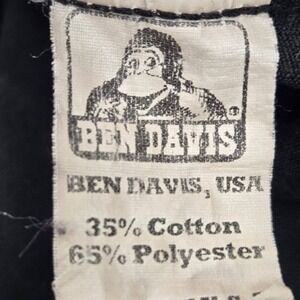 BEN DAVIS
BEN DAVIS, USA
35% Cotton
65% Polyester